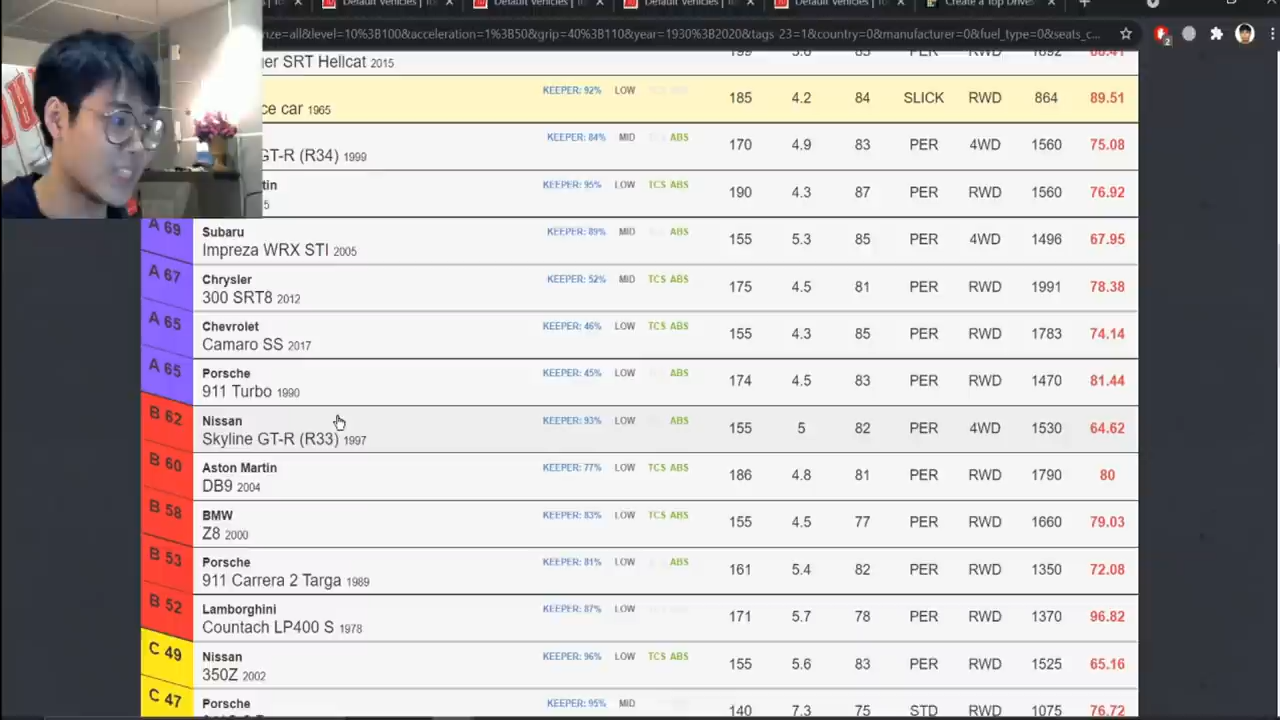 Default Vehicles
Default Vehicles
Default Vehicles
Default Vehicles
Create a Top Drive
rize=all&level=10%3B100&acceleration=1%3B50&grip=40%3B110&year=1930%3B2020&tags_23=1&country=0&manufacturer=0&fuel_type=0&seats_c...
2
er SRT Hellcat 2015
ce car 1965 KEEPER: 92% LOW 185 4.2 84 SLICK RWD 864 89.51
GT-R (R34) 1999 KEEPER: 84% MID ABS 170 4.9 83 PER 4WD 1560 75.08
tin
5 KEEPER: 95% LOW TCS ABS 190 4.3 87 PER RWD 1560 76.92
A 69 Subaru
Impreza WRX STI 2005 KEEPER: 89% MID ABS 155 5.3 85 PER 4WD 1496 67.95
A 67 Chrysler
300 SRT8 2012 KEEPER: 52% MID TCS ABS 175 4.5 81 PER RWD 1991 78.38
A 65 Chevrolet
Camaro SS 2017 KEEPER: 46% LOW TCS ABS 155 4.3 85 PER RWD 1783 74.14
A 65 Porsche
911 Turbo 1990 KEEPER: 45% LOW ABS 174 4.5 83 PER RWD 1470 81.44
B 62 Nissan
Skyline GT-R (R33) 1997 KEEPER: 93% LOW ABS 155 5 82 PER 4WD 1530 64.62
B 60 Aston Martin
DB9 2004 KEEPER: 77% LOW TCS ABS 186 4.8 81 PER RWD 1790 80
B 58 BMW
Z8 2000 KEEPER: 83% LOW TCS ABS 155 4.5 77 PER RWD 1660 79.03
B 53 Porsche
911 Carrera 2 Targa 1989 KEEPER: 81% LOW ABS 161 5.4 82 PER RWD 1350 72.08
B 52 Lamborghini
Countach LP400 S 1978 KEEPER: 87% LOW 171 5.7 78 PER RWD 1370 96.82
C 49 Nissan
350Z 2002 KEEPER: 96% LOW TCS ABS 155 5.6 83 PER RWD 1525 65.16
C 47 Porsche
KEEPER: 95% MID 140 7.3 75 STD RWD 1075 76.72